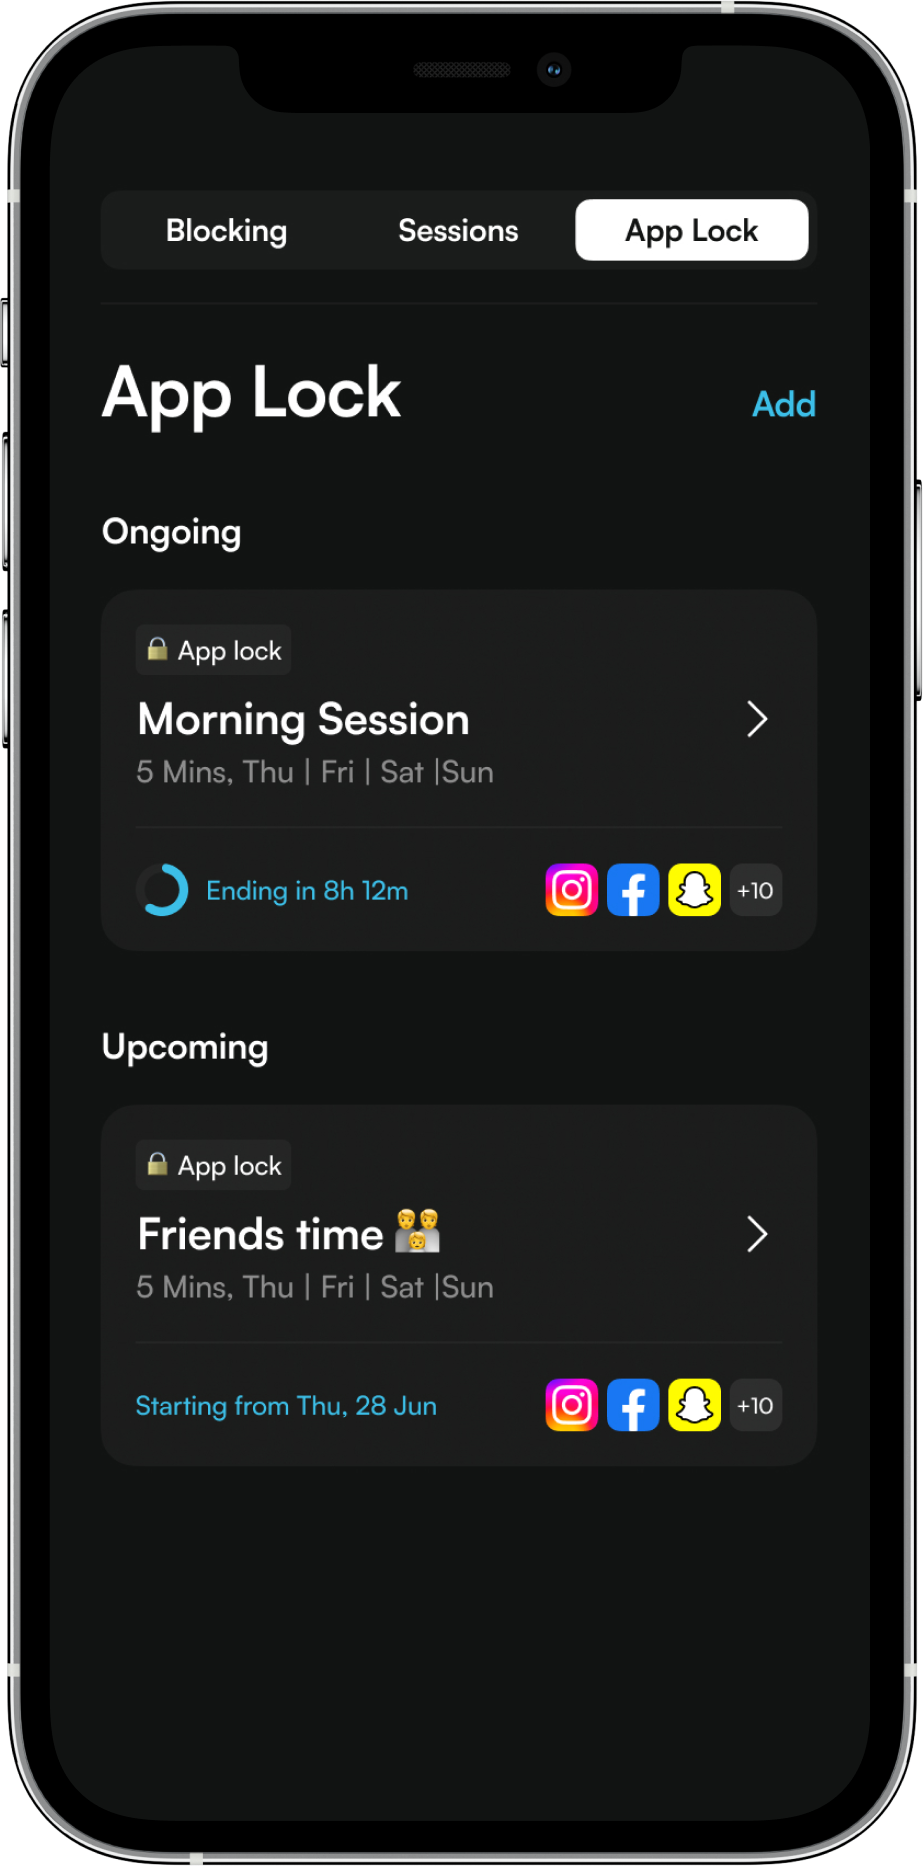 Blocking Sessions App Lock
App Lock
Add
Ongoing
App lock
Morning Session
5 Mins, Thu | Fri | Sat |Sun
Ending in 8h 12m +10
Upcoming
App lock
Friends time
5 Mins, Thu | Fri | Sat |Sun
Starting from Thu, 28 Jun +10